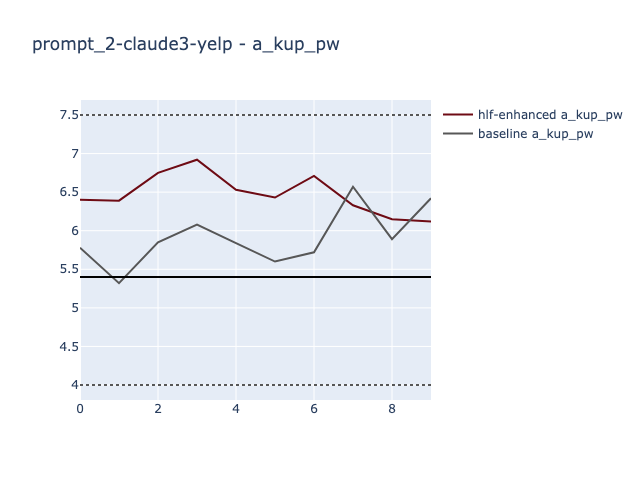 prompt_2-claude3-yelp - a_kup_pw
hlf-enhanced a_kup_pw
baseline a_kup_pw
7.5
7
6.5
6
5.5
5
4.5
4
0 2 4 6 8